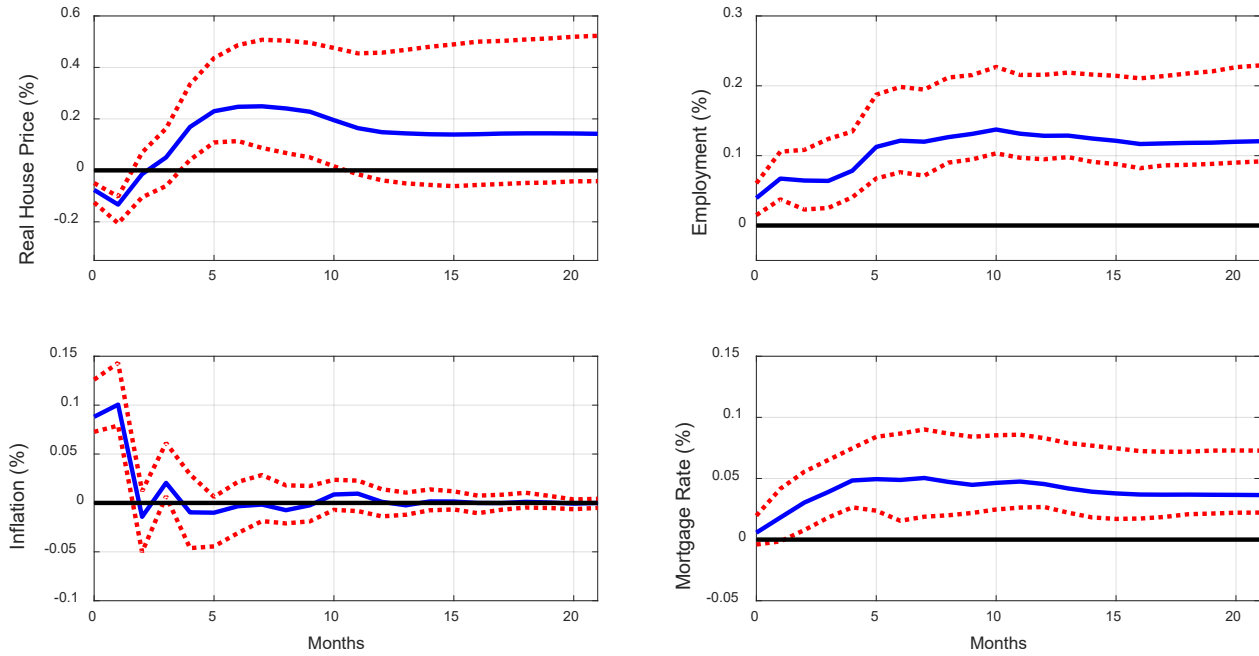 Real House Price (%)
0.6
0.4
0.2
0
-0.2
0 5 10 15 20
Employment (%)
0.3
0.2
0.1
0
0 5 10 15 20
Inflation (%)
0.15
0.1
0.05
0
-0.05
-0.1
0 5 10 15 20
Months
Mortgage Rate (%)
0.15
0.1
0.05
0
-0.05
0 5 10 15 20
Months